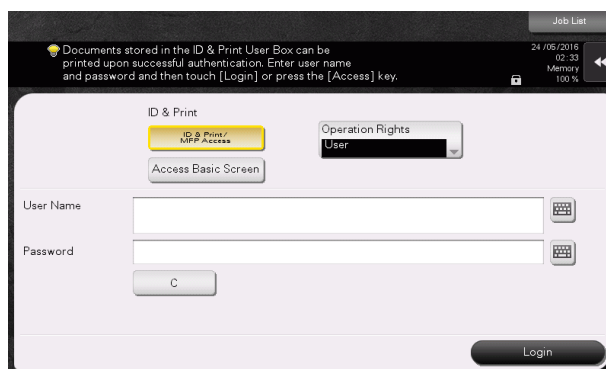 Job List
Documents stored in the ID & Print User Box can be
printed upon successful authentication. Enter user name
and password and then touch [Login] or press the [Access] key.
24 /05/2016
02:33
Memory
100 %
ID & Print
ID & Print/
MFP Access
Operation Rights
User
Access Basic Screen
User Name
Password
C
Login